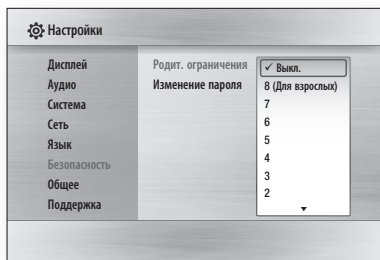 Настройки
Дисплей
Аудио
Система
Сеть
Язык
Безопасность
Общее
Поддержка
Родит. ограничения
Изменение пароля
✓ Выкл.
8 (Для взрослых)
7
6
5
4
3
2